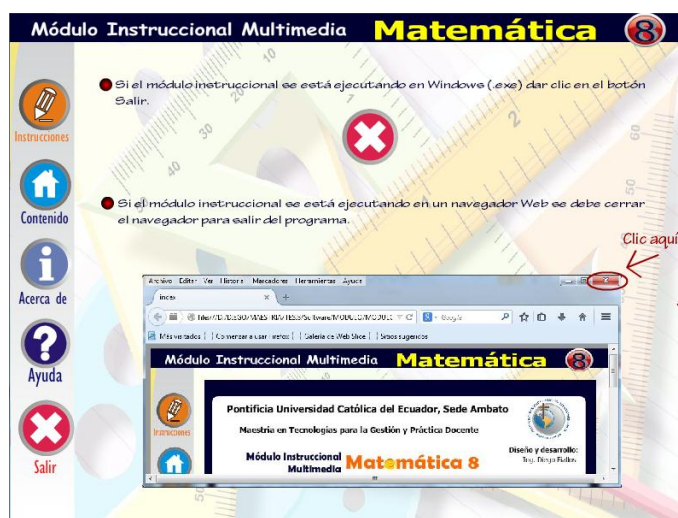 Módulo Instruccional Multimedia Matemática 8
Si el módulo instruccional se está ejecutando en Windows (.exe) dar clic en el botón
Salir.
Instrucciones
Si el módulo instruccional se está ejecutando en un navegador Web se debe cerrar
el navegador para salir del programa.
Contenido
Clic aquí
Acerca de
Ayuda
Salir
Archivo Editar Ver Historial Marcadores Herramientas Ayuda
index
Google
Más visitados Comenzar a usar Firefox Galería de Web Slice Sitios sugeridos
Módulo Instruccional Multimedia Matemática 8
Pontificia Universidad Católica del Ecuador, Sede Ambato
Maestría en Tecnologías para la Gestión y Práctica Docente
Instrucciones
Módulo Instruccional
Multimedia
Matemática 8
Diseño y desarrollo:
Ing. Diego Fiallos